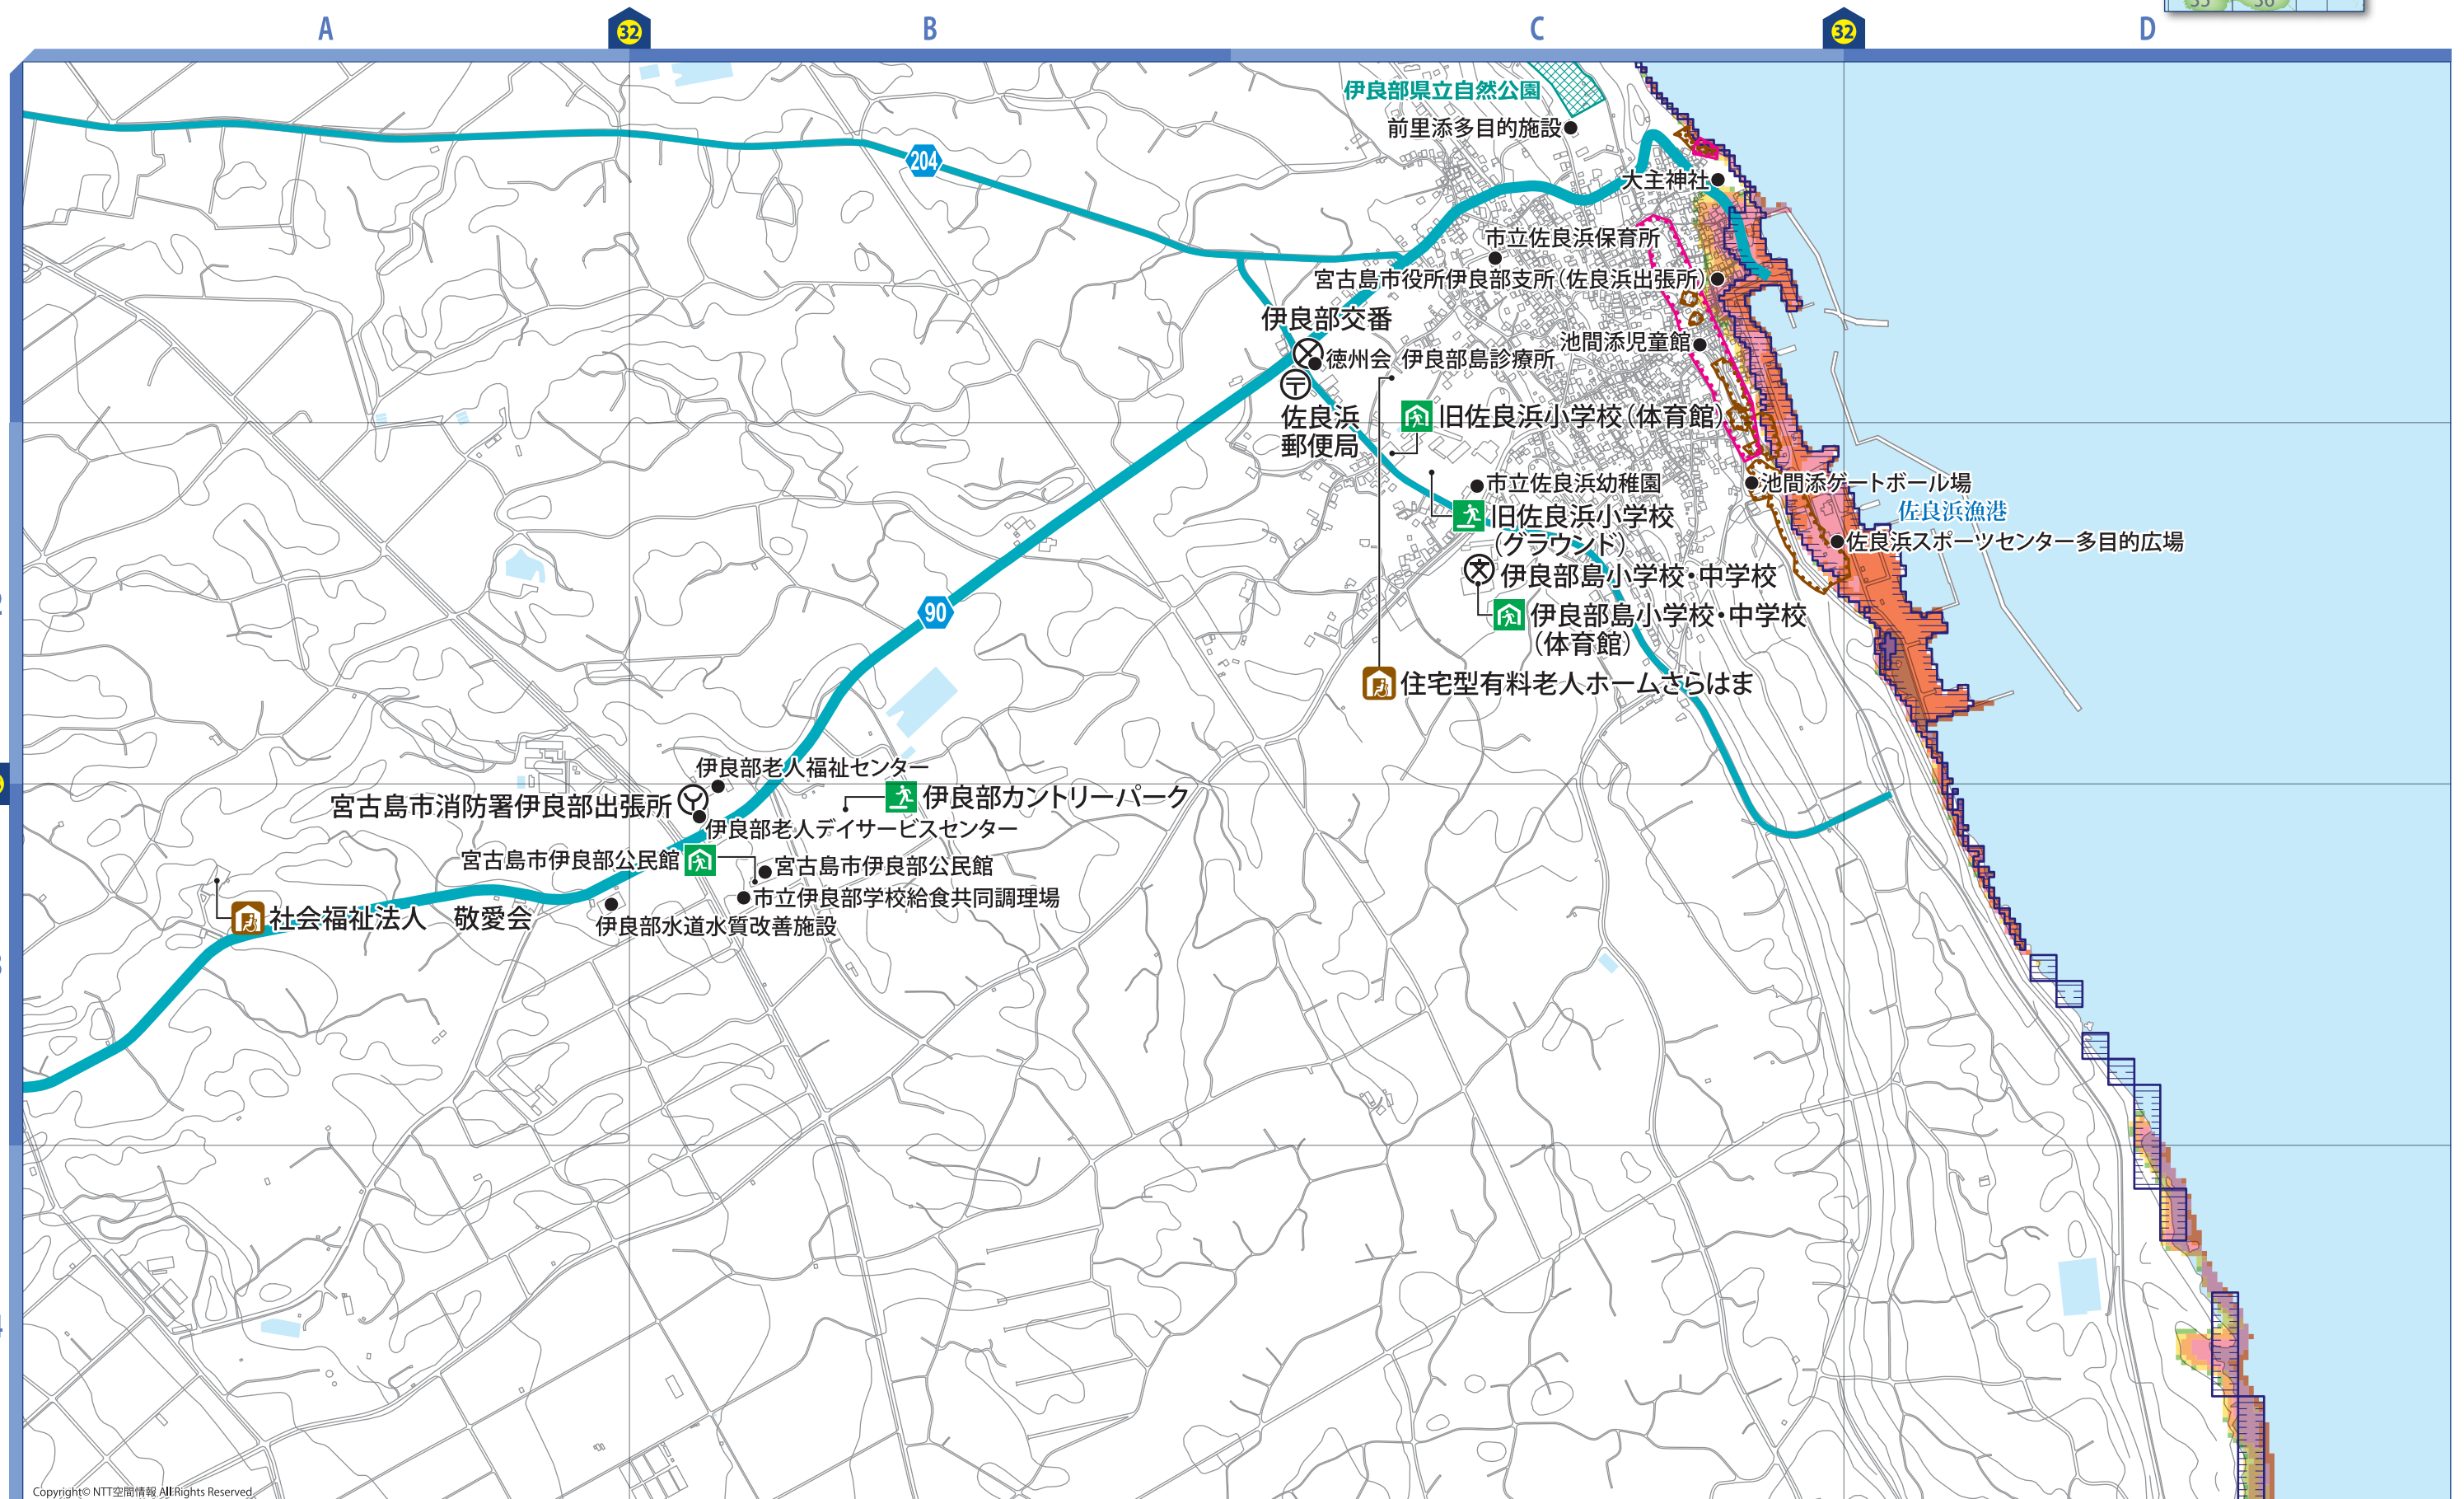 35 36
A
32
B
C
32
D
伊良部県立自然公園
前里添多目的施設
204
大主神社
市立佐良浜保育所
宮古島市役所伊良部支所(佐良浜出張所)
伊良部交番
池間添児童館
徳州会 伊良部島診療所
佐良浜
郵便局
旧佐良浜小学校(体育館)
市立佐良浜幼稚園
池間添ゲートボール場
佐良浜漁港
旧佐良浜小学校
(グラウンド)
佐良浜スポーツセンター多目的広場
伊良部島小学校・中学校
90
伊良部島小学校・中学校
(体育館)
住宅型有料老人ホームさらはま
伊良部老人福祉センター
宮古島市消防署伊良部出張所
伊良部カントリーパーク
伊良部老人デイサービスセンター
宮古島市伊良部公民館
宮古島市伊良部公民館
市立伊良部学校給食共同調理場
社会福祉法人 敬愛会
伊良部水道水質改善施設
Copyright© NTT空間情報 All Rights Reserved